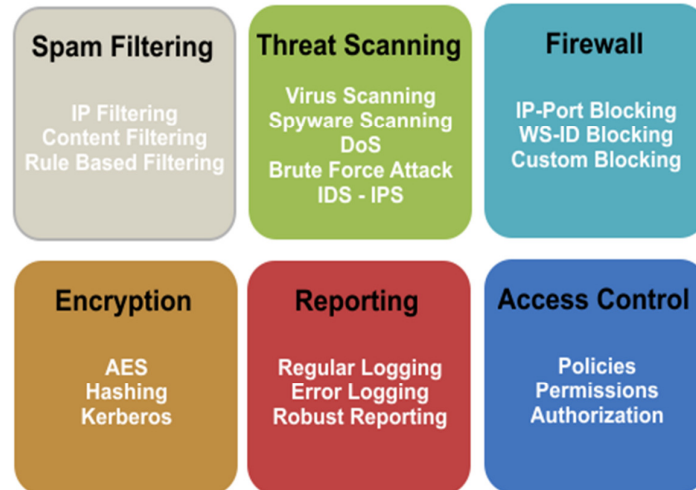 Spam Filtering
IP Filtering
Content Filtering
Rule Based Filtering
Threat Scanning
Virus Scanning
Spyware Scanning
DoS
Brute Force Attack
IDS - IPS
Firewall
IP-Port Blocking
WS-ID Blocking
Custom Blocking
Encryption
AES
Hashing
Kerberos
Reporting
Regular Logging
Error Logging
Robust Reporting
Access Control
Policies
Permissions
Authorization